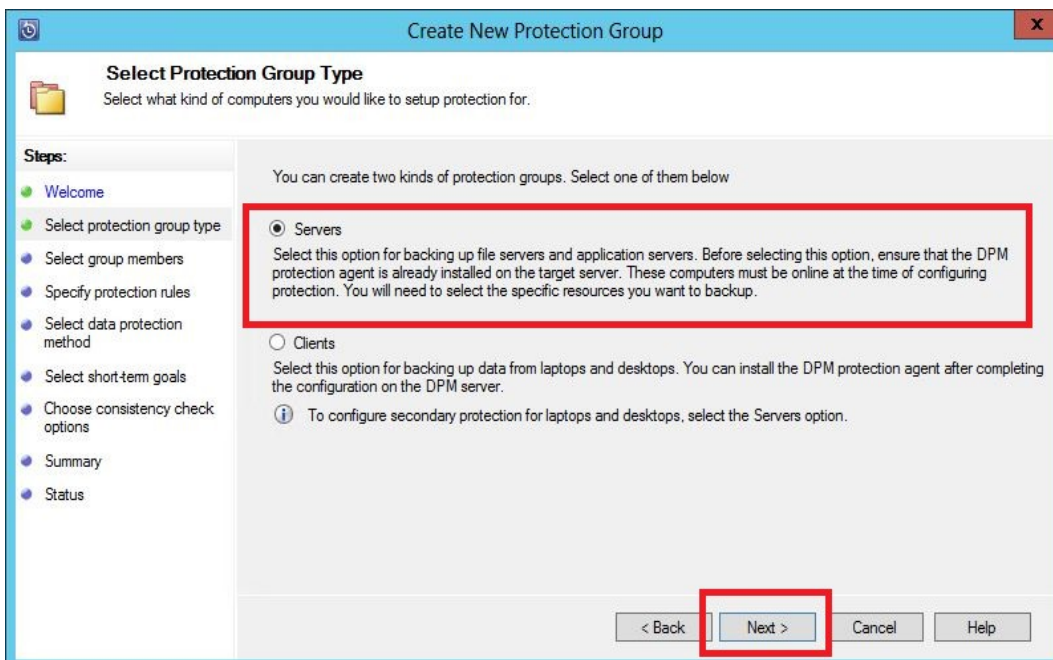 Create New Protection Group
x
Select Protection Group Type
Select what kind of computers you would like to setup protection for.
Steps:
Welcome
Select protection group type
Select group members
Specify protection rules
Select data protection
method
Select short-term goals
Choose consistency check
options
Summary
Status
You can create two kinds of protection groups. Select one of them below
Servers
Select this option for backing up file servers and application servers. Before selecting this option, ensure that the DPM
protection agent is already installed on the target server. These computers must be online at the time of configuring
protection. You will need to select the specific resources you want to backup.
Clients
Select this option for backing up data from laptops and desktops. You can install the DPM protection agent after completing
the configuration on the DPM server.
To configure secondary protection for laptops and desktops, select the Servers option.
< Back Next > Cancel Help